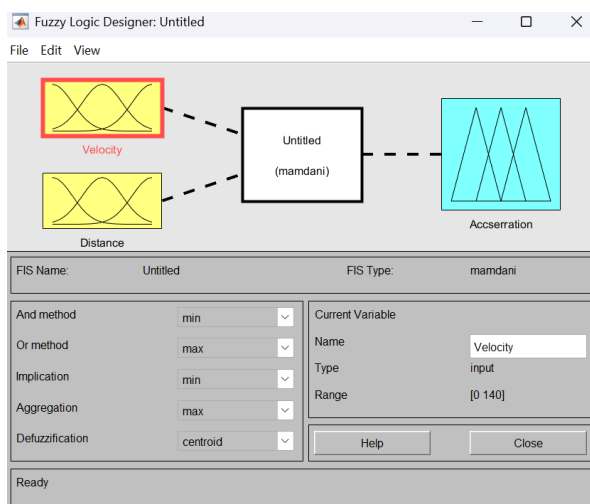 Fuzzy Logic Designer: Untitled
File Edit View
Velocity
Distance
Untitled
(mamdani)
Accserration
FIS Name: Untitled FIS Type: mamdani
And method min
Or method max
Implication min
Aggregation max
Defuzzification centroid
Current Variable
Name Velocity
Type input
Range [0 140]
Help Close
Ready